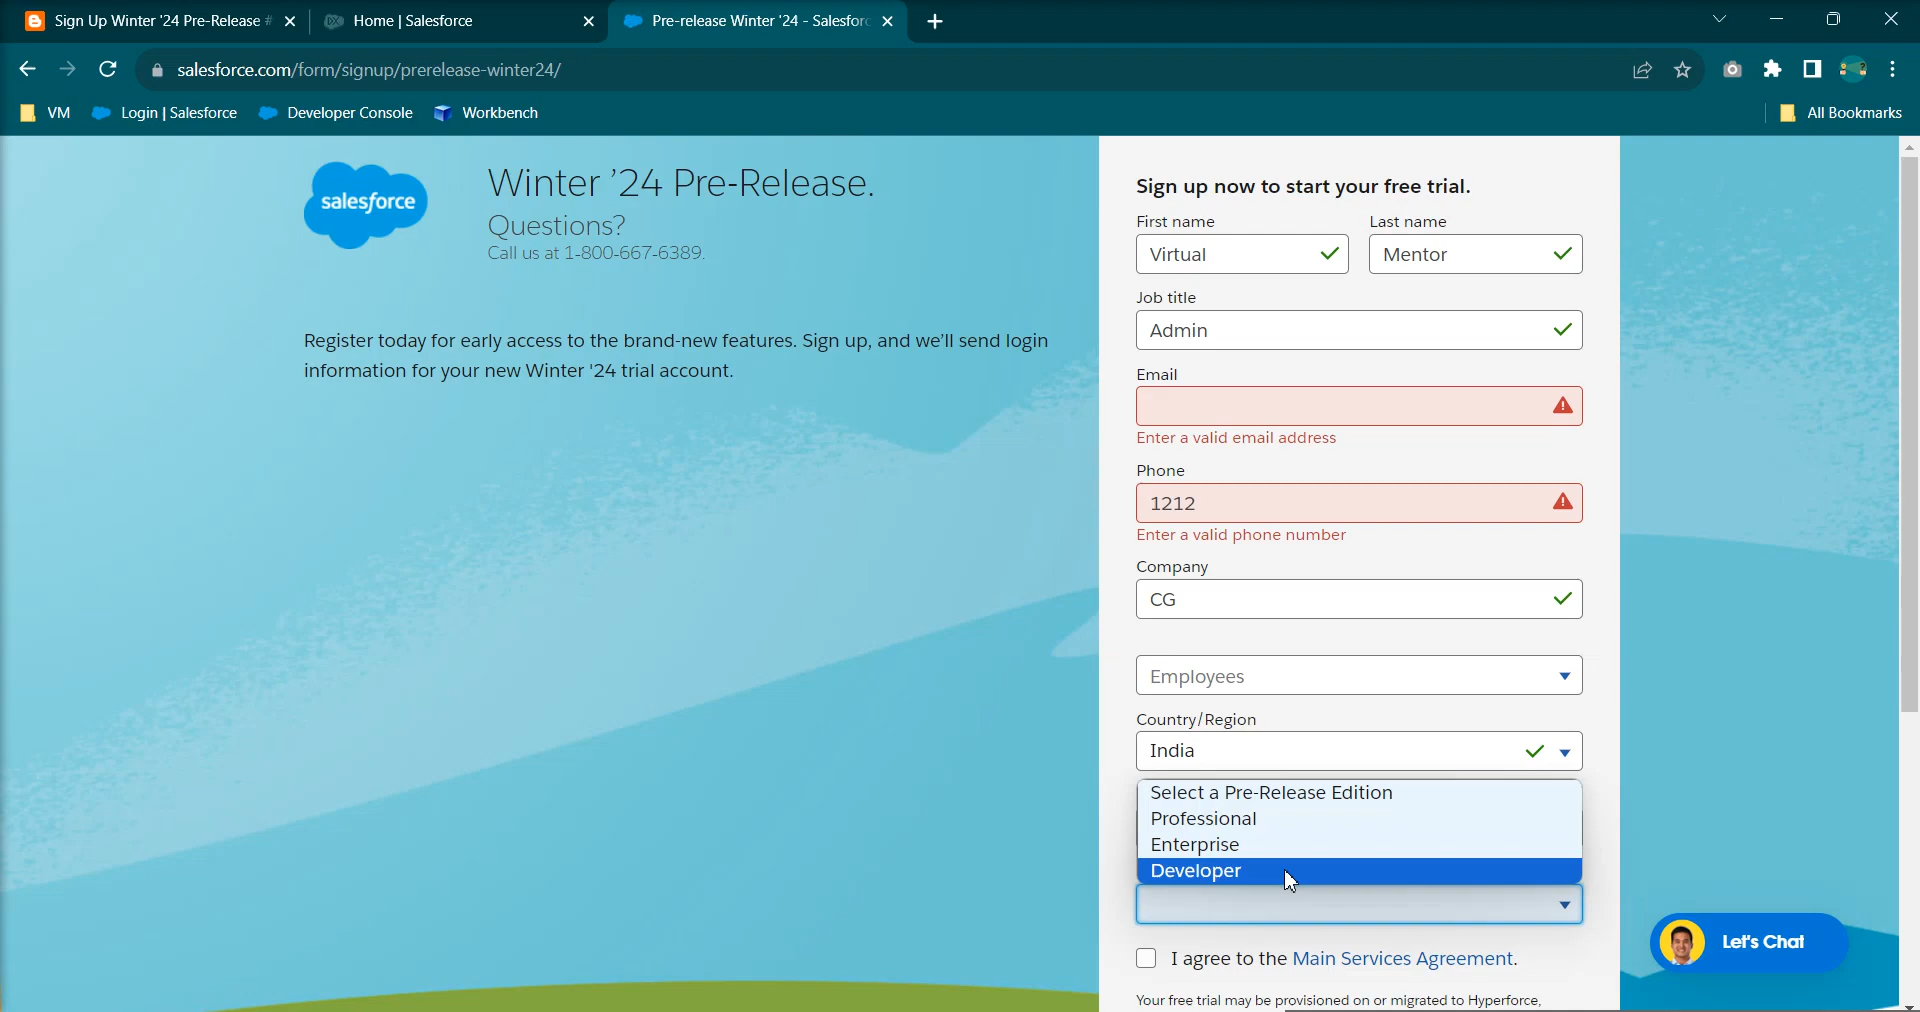 Sign Up Winter '24 Pre-Release #
Home | Salesforce
Pre-release Winter '24 - Salesforc
salesforce.com/form/signup/prerelease-winter24/
VM
Login | Salesforce
Developer Console
Workbench
All Bookmarks
salesforce
Winter ’24 Pre-Release.
Questions?
Call us at 1-800-667-6389.
Register today for early access to the brand-new features. Sign up, and we’ll send login
information for your new Winter '24 trial account.
Sign up now to start your free trial.
First name
Last name
Virtual
Mentor
Job title
Admin
Email
Enter a valid email address
Phone
1212
Enter a valid phone number
Company
CG
Employees
Country/Region
India
Select a Pre-Release Edition
Professional
Enterprise
Developer
I agree to the Main Services Agreement.
Your free trial may be provisioned on or migrated to Hyperforce,
Let's Chat